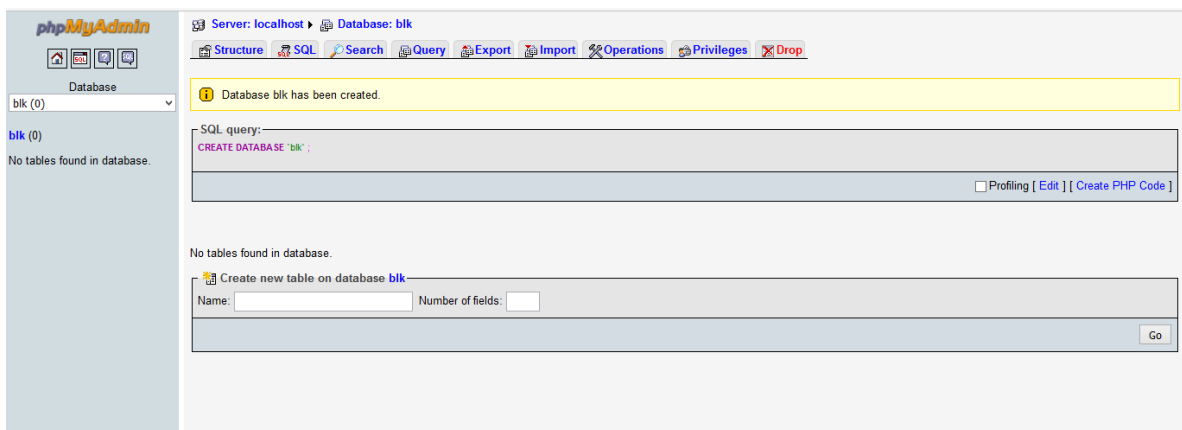 phpMyAdmin
Database
blk (0)
blk (0)
No tables found in database.
Server: localhost Database: blk
Structure SQL Search Query Export Import Operations Privileges Drop
Database blk has been created.
SQL query:
CREATE DATABASE `blk` ;
Profiling [ Edit ] [ Create PHP Code ]
No tables found in database.
Create new table on database blk
Name: Number of fields:
Go